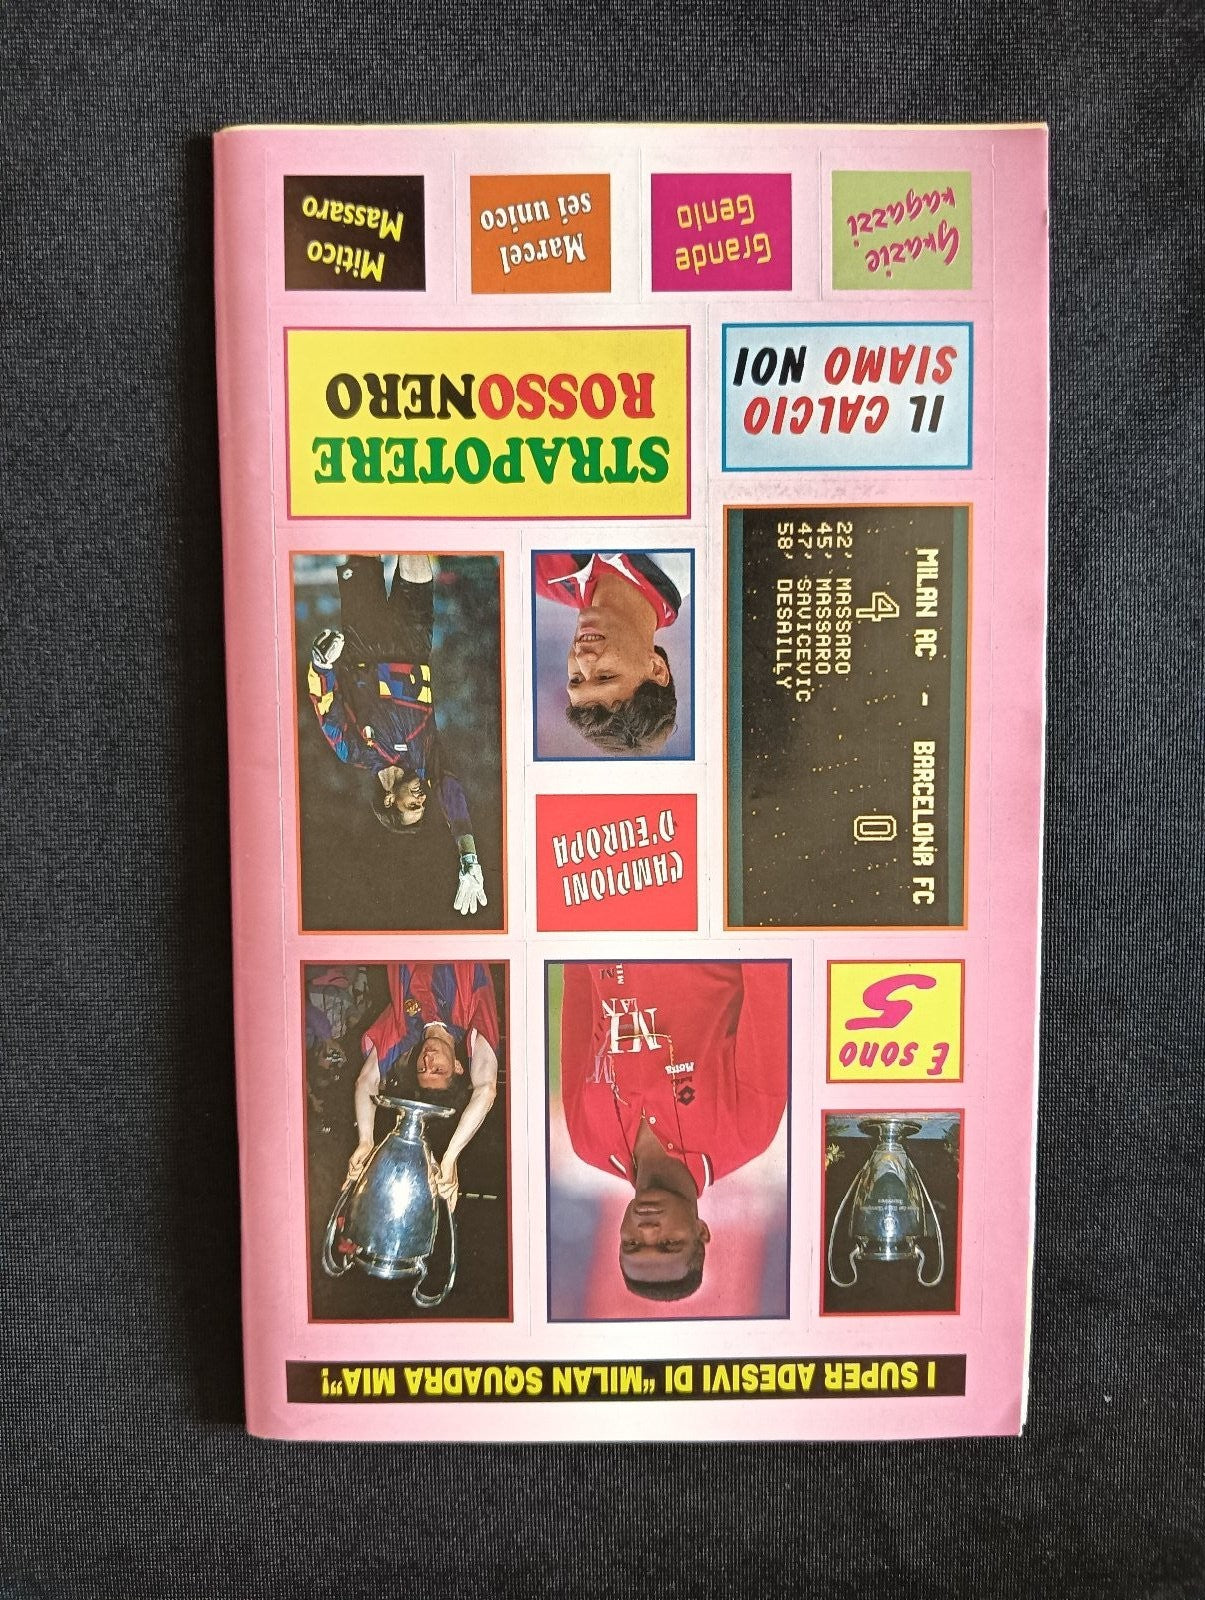 I SUPER ADESIVI DI "MILAN SQUADRA MIA"!
E sono
5
CAMPIONI
D'EUROPA
MILAN AC - BARCELONA FC
4 0
22' MASSARO
45' MASSARO
47' SAVICEVIC
58' DESAILLY
IL CALCIO
SIAMO NOI
STRAPOTERE
ROSSONERO
Grazie
ragazzi
Grande
Genio
Marcel
sei unico
Mitico
Massaro